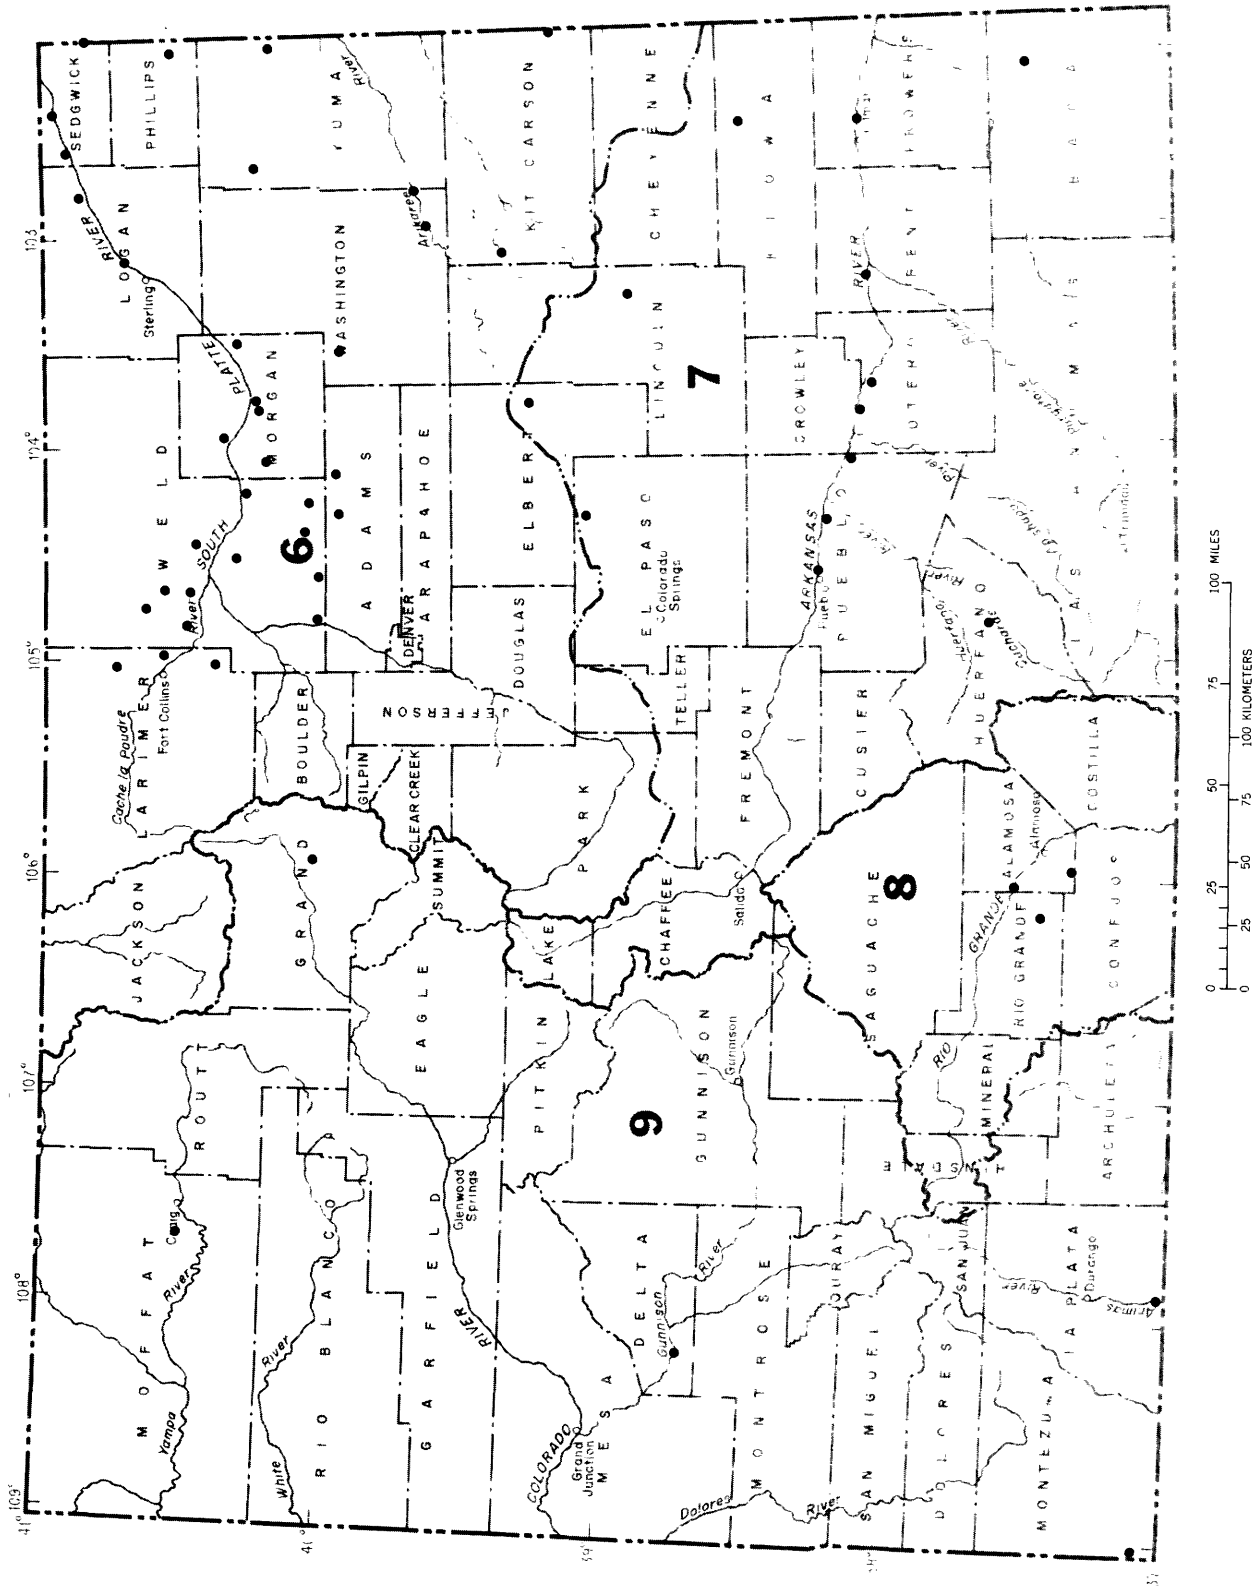 41°
109°
108°
107°
106°
105°
104°
103
40°
39°
MOFFAT
Yampa
River
Craig
ROUTT
JACKSON
LARIMER
Cache la Poudre
River
Fort Collins
WELD
SOUTH
PLATTE
RIVER
LOGAN
Sterling
SEDGWICK
PHILLIPS
RIO BLANCO
White
River
GRAND
BOULDER
6
MORGAN
WASHINGTON
YUMA
Arikaree
River
GARFIELD
Glenwood
Springs
EAGLE
SUMMIT
GILPIN
CLEAR CREEK
JEFFERSON
DENVER
ADAMS
ARAPAHOE
COLORADO
RIVER
Grand
Junction
MESA
PITKIN
LAKE
PARK
DOUGLAS
ELBERT
KIT CARSON
DELTA
Gunnison
River
9
GUNNISON
Gunnison
CHAFFEE
Salida
TELLER
EL PASO
Colorado
Springs
LINCOLN
7
CHEYENNE
MONTROSE
Dolores
River
OURAY
SAGUACHE
8
FREMONT
CUSTER
ARKANSAS
RIVER
Pueblo
PUEBLO
CROWLEY
KIOWA
SAN MIGUEL
DOLORES
SAN JUAN
MINERAL
RIO
GRANDE
RIO GRANDE
ALAMOSA
Alamosa
HUERFANO
Huerfano
River
Cucharas
River
OTERO
BENT
PROWERS
MONTEZUMA
LA PLATA
Durango
Animas
River
ARCHULETA
CONEJOS
COSTILLA
LAS ANIMAS
Trinidad
BACA
0
25
50
75
100 MILES
0
25
50
75
100 KILOMETERS